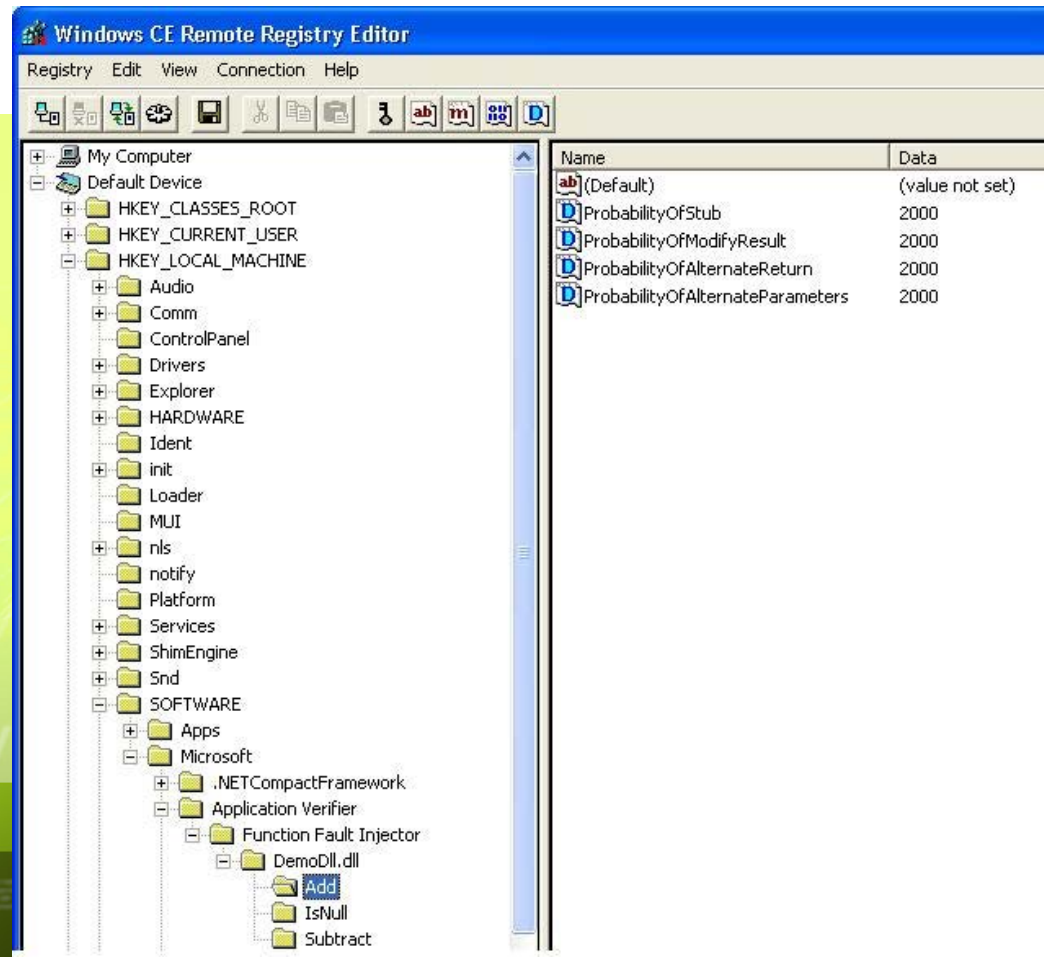 Windows CE Remote Registry Editor
Registry Edit View Connection Help
My Computer
Default Device
HKEY_CLASSES_ROOT
HKEY_CURRENT_USER
HKEY_LOCAL_MACHINE
Audio
Comm
ControlPanel
Drivers
Explorer
HARDWARE
Ident
init
Loader
MUI
nls
notify
Platform
Services
ShimEngine
Snd
SOFTWARE
Apps
Microsoft
.NETCompactFramework
Application Verifier
Function Fault Injector
DemoDll.dll
Add
IsNull
Subtract
Name Data
(Default) (value not set)
ProbabilityOfStub 2000
ProbabilityOfModifyResult 2000
ProbabilityOfAlternateReturn 2000
ProbabilityOfAlternateParameters 2000